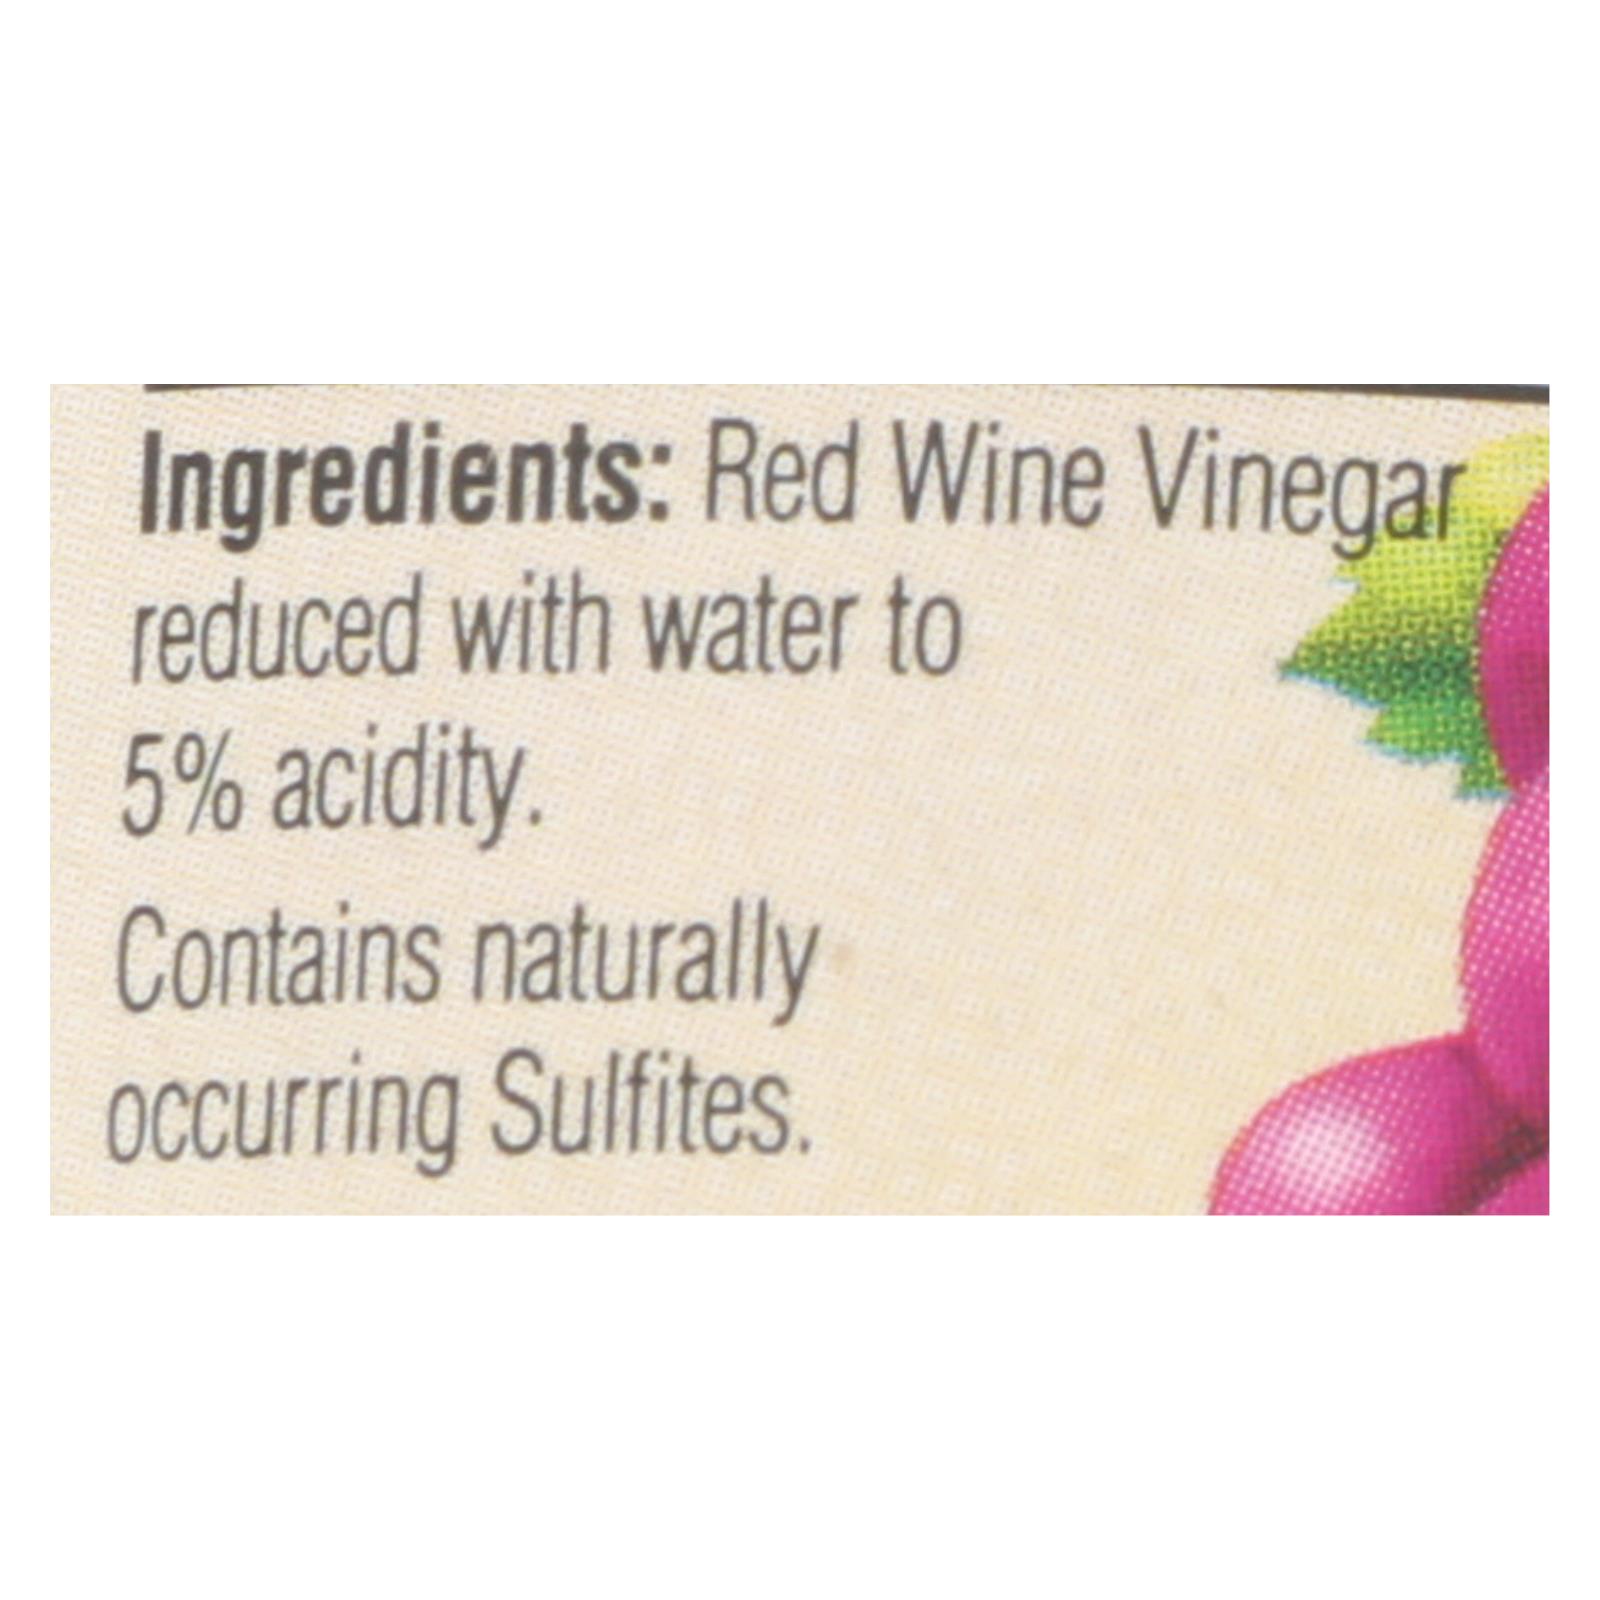 Ingredients: Red Wine Vinegar
reduced with water to
5% acidity.
Contains naturally
occurring Sulfites.